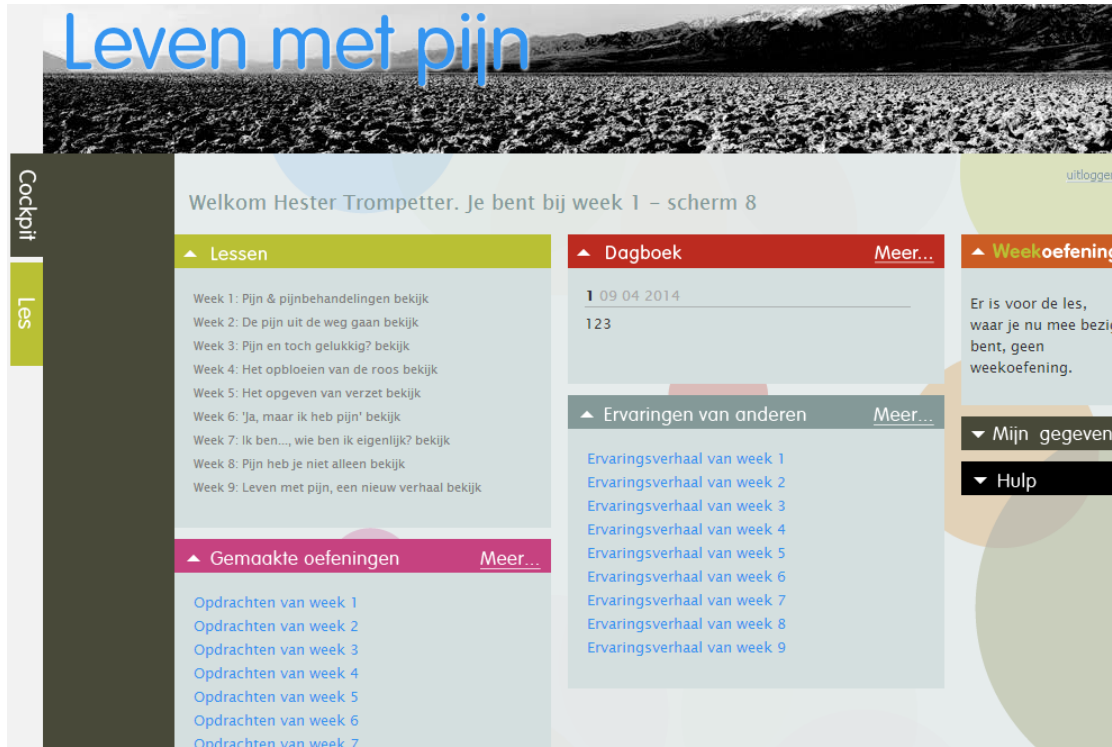 Leven met pijn
Cockpit
Les
uitloggen
Welkom Hester Trompetter. Je bent bij week 1 – scherm 8
Lessen
Week 1: Pijn & pijnbehandelingen bekijk
Week 2: De pijn uit de weg gaan bekijk
Week 3: Pijn en toch gelukkig? bekijk
Week 4: Het opbloeien van de roos bekijk
Week 5: Het opgeven van verzet bekijk
Week 6: 'Ja, maar ik heb pijn' bekijk
Week 7: Ik ben..., wie ben ik eigenlijk? bekijk
Week 8: Pijn heb je niet alleen bekijk
Week 9: Leven met pijn, een nieuw verhaal bekijk
Gemaakte oefeningen Meer...
Opdrachten van week 1
Opdrachten van week 2
Opdrachten van week 3
Opdrachten van week 4
Opdrachten van week 5
Opdrachten van week 6
Opdrachten van week 7
Dagboek Meer...
1 09 04 2014
123
Ervaringen van anderen Meer...
Ervaringsverhaal van week 1
Ervaringsverhaal van week 2
Ervaringsverhaal van week 3
Ervaringsverhaal van week 4
Ervaringsverhaal van week 5
Ervaringsverhaal van week 6
Ervaringsverhaal van week 7
Ervaringsverhaal van week 8
Ervaringsverhaal van week 9
Weekoefening
Er is voor de les,
waar je nu mee bezig
bent, geen
weekoefening.
Mijn gegeven
Hulp